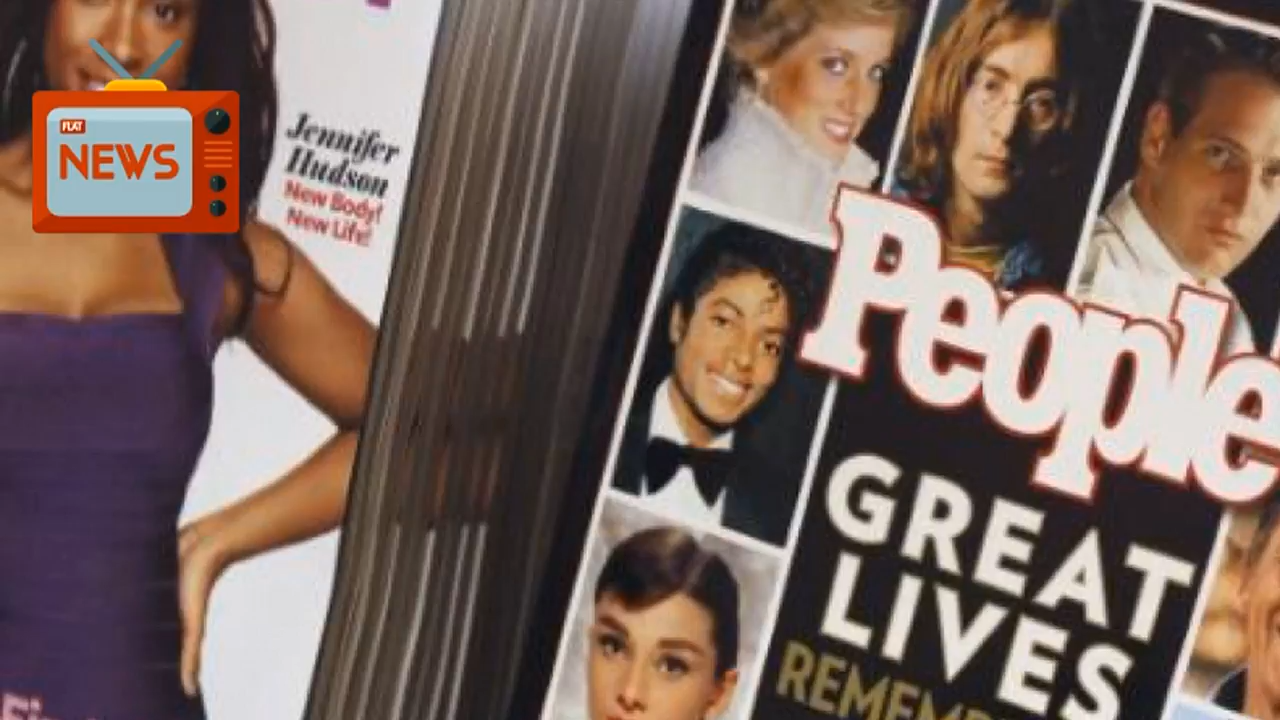 FLAT
NEWS
Jennifer
Hudson
New Body!
New Life!
People
GREAT
LIVES